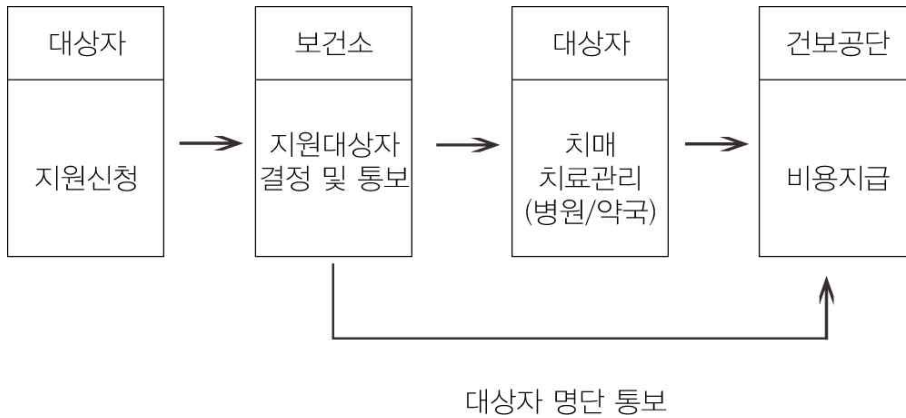 대상자
지원신청
보건소
지원대상자
결정 및 통보
대상자
치매
치료관리
(병원/약국)
건보공단
비용지급
대상자 명단 통보